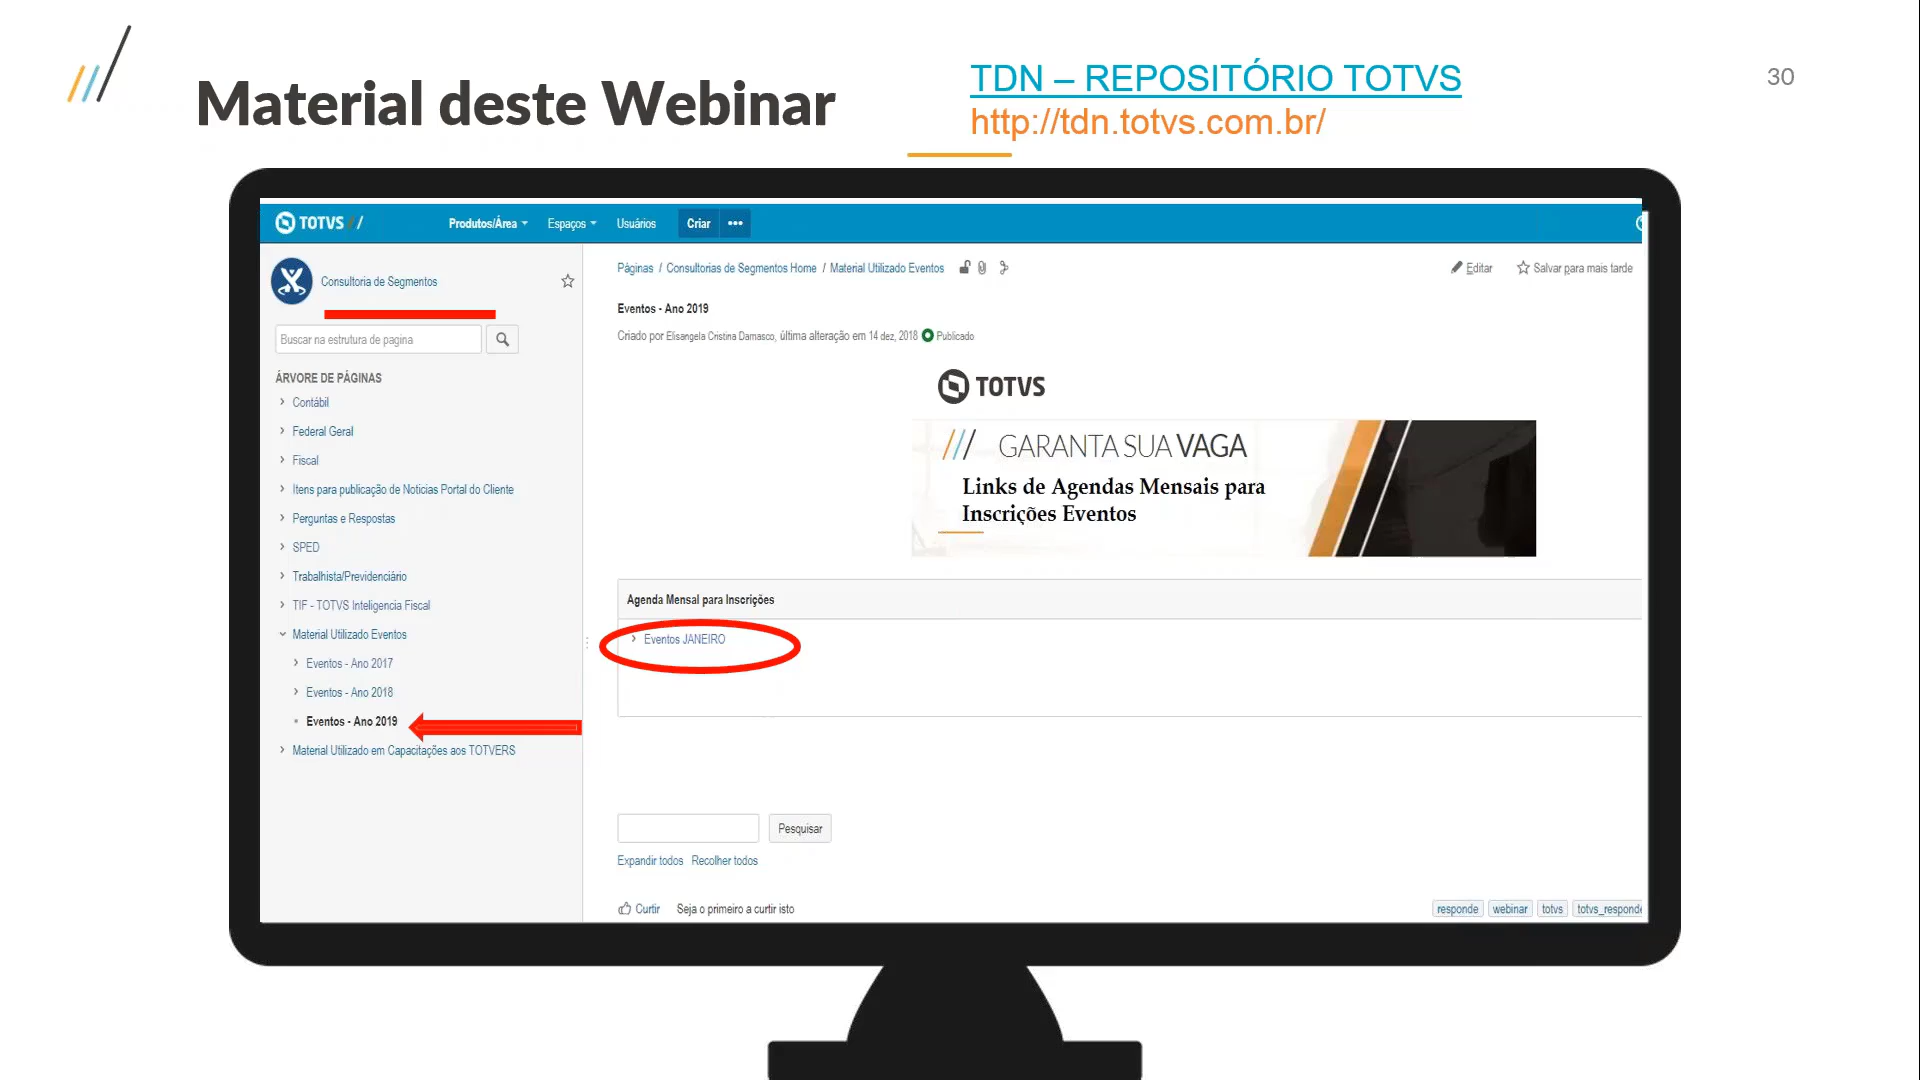 Material deste Webinar
TDN – REPOSITÓRIO TOTVS
http://tdn.totvs.com.br/
30
TOTVS
Produtos/Área
Espaços
Usuários
Criar
•••
Consultoria de Segmentos
Buscar na estrutura de pagina
ÁRVORE DE PÁGINAS
Contábil
Federal Geral
Fiscal
Itens para publicação de Noticias Portal do Cliente
Perguntas e Respostas
SPED
Trabalhista/Previdenciário
TIF - TOTVS Inteligencia Fiscal
Material Utilizado Eventos
Eventos - Ano 2017
Eventos - Ano 2018
Eventos - Ano 2019
Material Utilizado em Capacitações aos TOTVERS
Páginas / Consultorias de Segmentos Home / Material Utilizado Eventos
Editar
Salvar para mais tarde
Eventos - Ano 2019
Criado por Elisangela Cristina Damasco, última alteração em 14 dez, 2018 Publicado
TOTVS
GARANTA SUA VAGA
Links de Agendas Mensais para
Inscrições Eventos
Agenda Mensal para Inscrições
Eventos JANEIRO
Pesquisar
Expandir todos Recolher todos
Curtir Seja o primeiro a curtir isto
responde webinar totvs totvs_responde